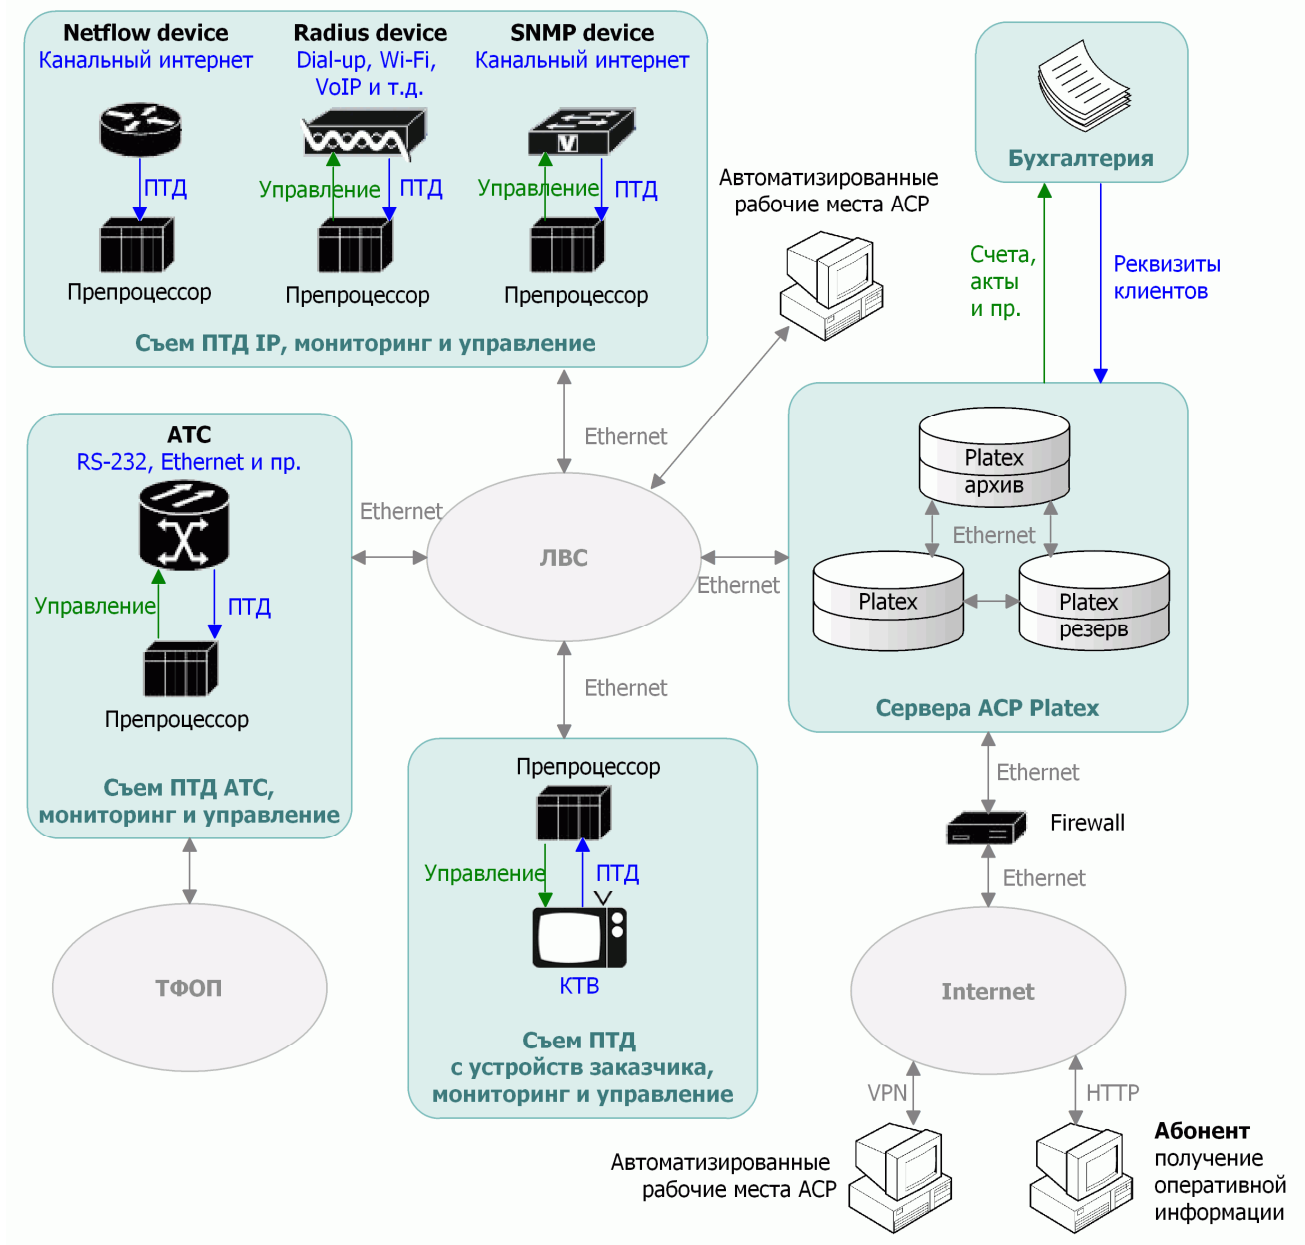 Netflow device
Канальный интернет
Radius device
Dial-up, Wi-Fi,
VoIP и т.д.
SNMP device
Канальный интернет
ПТД
Управление
ПТД
Управление
ПТД
Препроцессор
Препроцессор
Препроцессор
Съем ПТД IP, мониторинг и управление
Автоматизированные
рабочие места АСР
Бухгалтерия
Счета,
акты
и пр.
Реквизиты
клиентов
АТС
RS-232, Ethernet и пр.
Управление
ПТД
Препроцессор
Съем ПТД АТС,
мониторинг и управление
Ethernet
Ethernet
ЛВС
Ethernet
Ethernet
Platex
архив
Ethernet
Platex
Platex
резерв
Сервера АСР Platex
Препроцессор
Управление
ПТД
КТВ
Съем ПТД
с устройств заказчика,
мониторинг и управление
ТФОП
Ethernet
Firewall
Ethernet
Internet
VPN
HTTP
Автоматизированные
рабочие места АСР
Абонент
получение
оперативной
информации